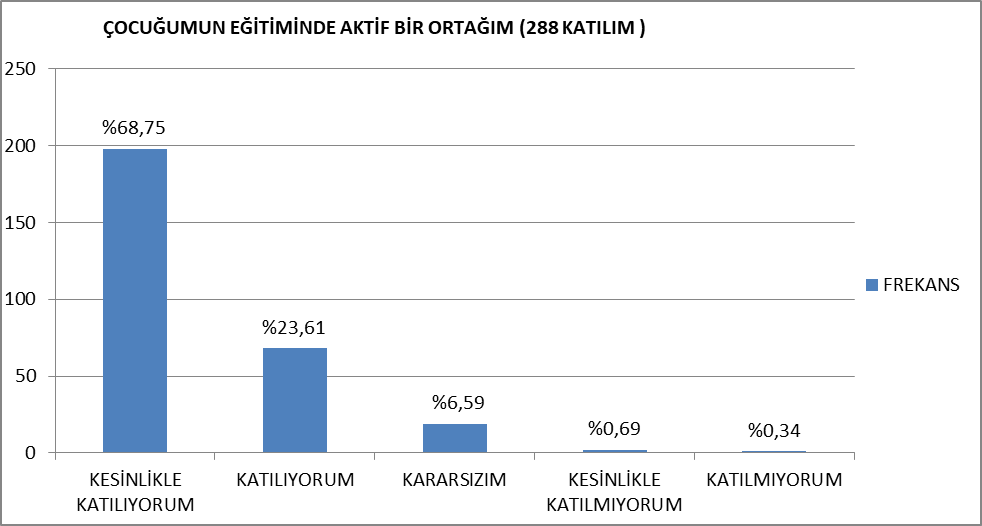 ÇOCUĞUMUN EĞİTİMİNDE AKTİF BİR ORTAĞIM (288 KATILIM )
250
200
150
100
50
0
%68,75
%23,61
%6,59
%0,69
%0,34
KESİNLİKLE
KATILIYORUM
KATILIYORUM
KARARSIZIM
KESİNLİKLE
KATILMIYORUM
KATILMIYORUM
FREKANS